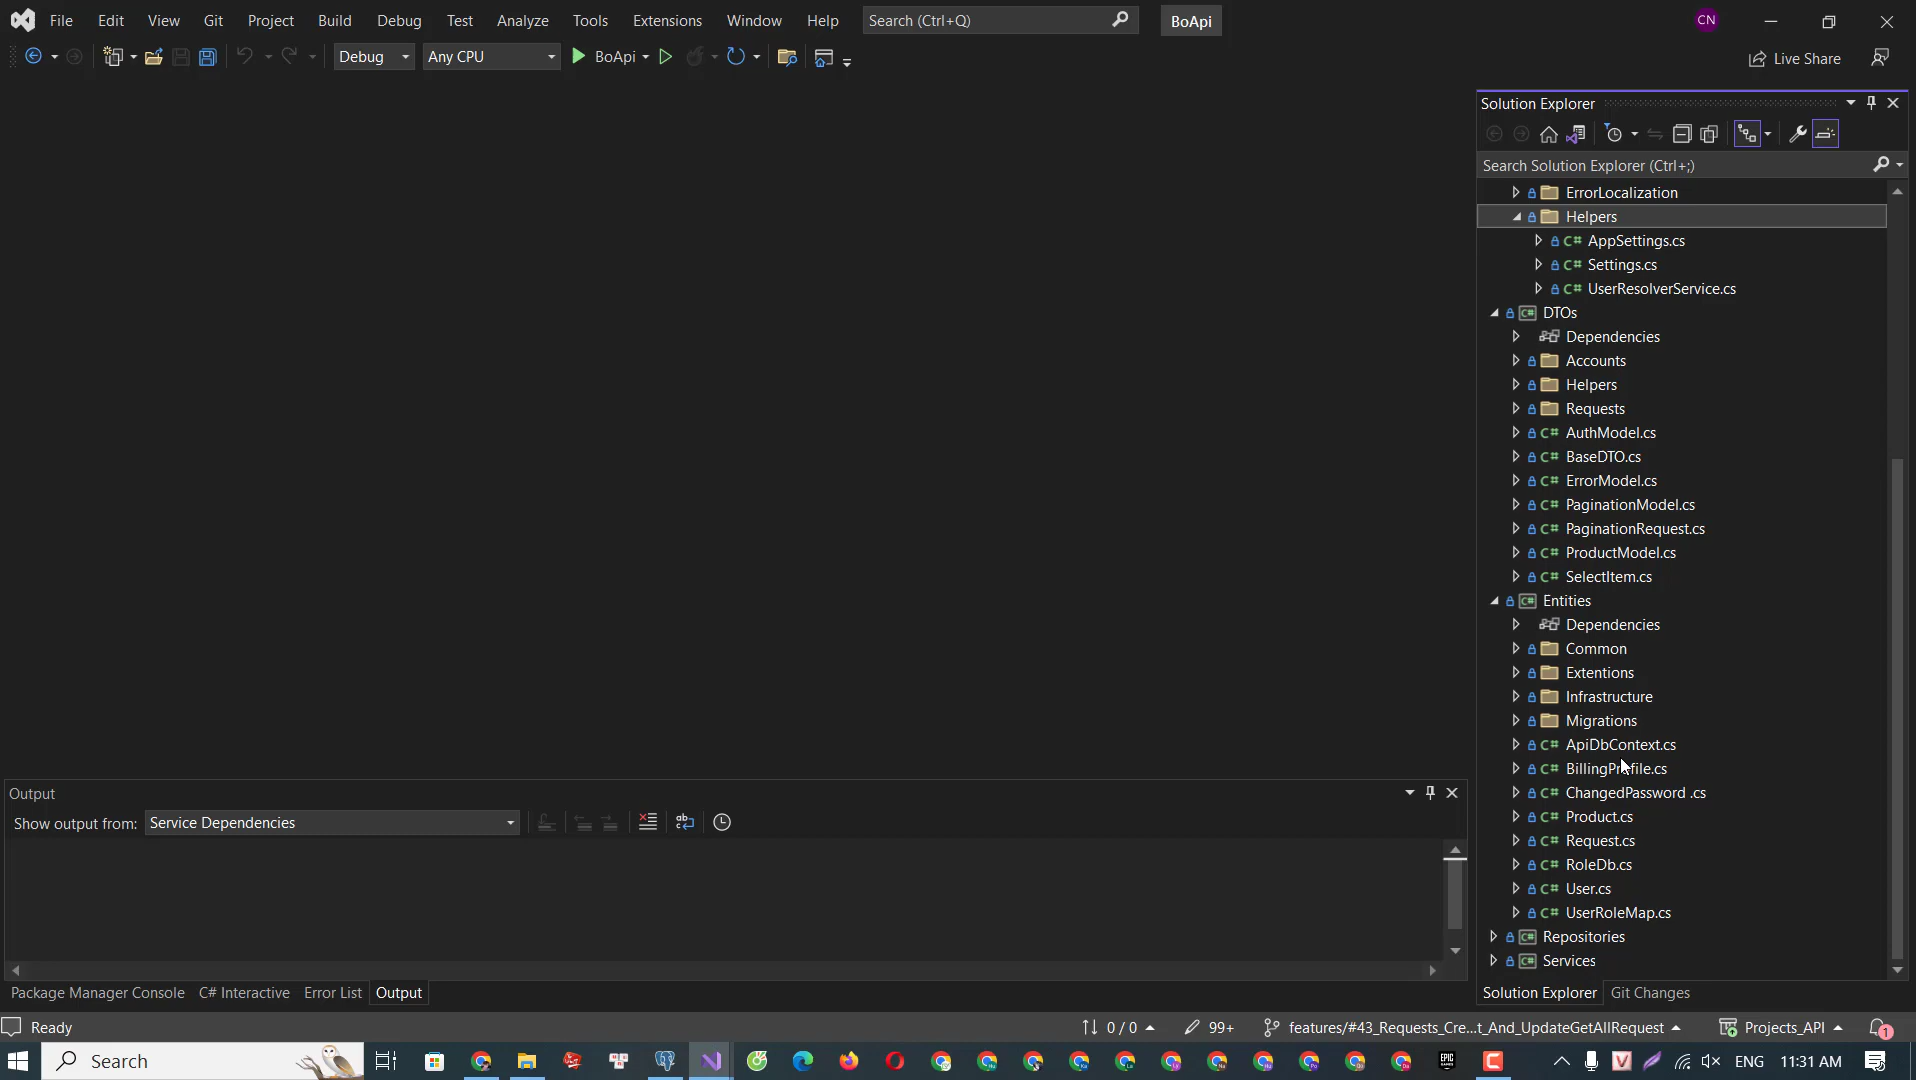 File Edit View Git Project Build Debug Test Analyze Tools Extensions Window Help Search (Ctrl+Q) BoApi CN
Debug Any CPU BoApi Live Share
Solution Explorer
Search Solution Explorer (Ctrl+;)
ErrorLocalization
Helpers
C# AppSettings.cs
C# Settings.cs
C# UserResolverService.cs
C# DTOs
Dependencies
Accounts
Helpers
Requests
C# AuthModel.cs
C# BaseDTO.cs
C# ErrorModel.cs
C# PaginationModel.cs
C# PaginationRequest.cs
C# ProductModel.cs
C# SelectItem.cs
C# Entities
Dependencies
Common
Extentions
Infrastructure
Migrations
C# ApiDbContext.cs
C# BillingProfile.cs
C# ChangedPassword .cs
C# Product.cs
C# Request.cs
C# RoleDb.cs
C# User.cs
C# UserRoleMap.cs
C# Repositories
C# Services
Solution Explorer Git Changes
Output
Show output from: Service Dependencies
Package Manager Console C# Interactive Error List Output
Ready 0 / 0 99+ features/#43_Requests_Cre...t_And_UpdateGetAllRequest Projects_API 1
Search ENG 11:31 AM